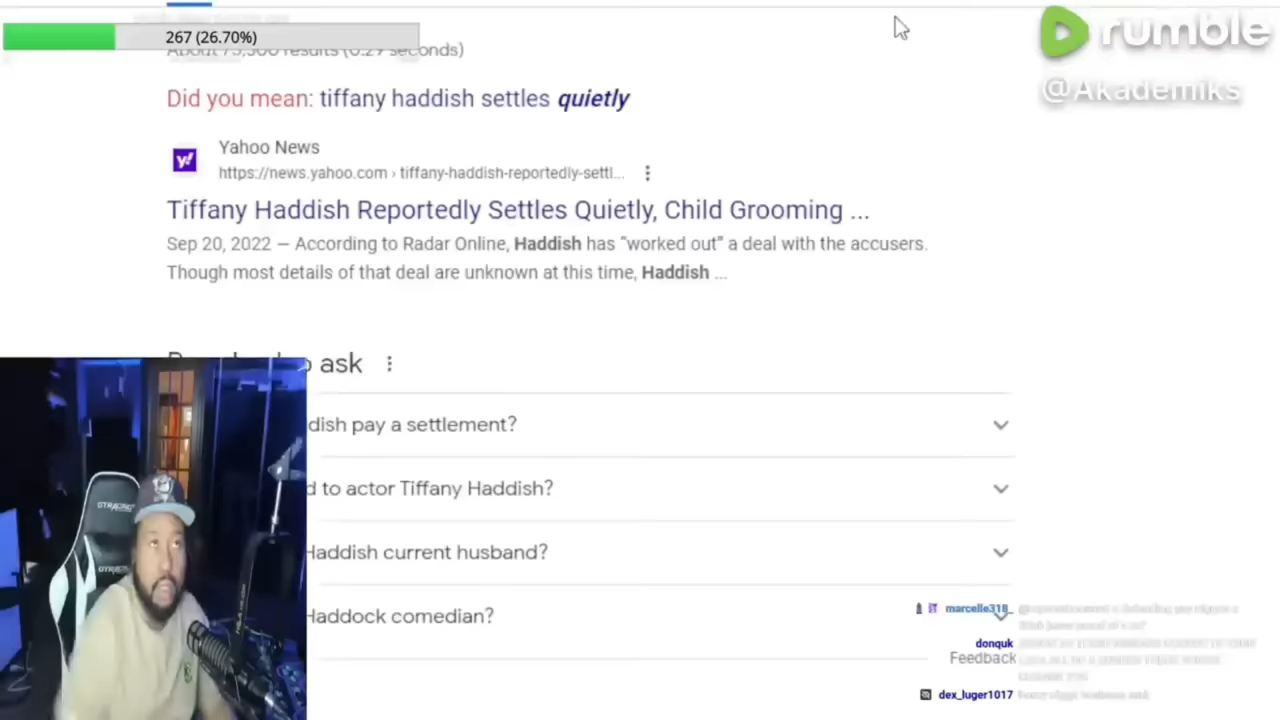 267 (26.70%)
rumble
@Akademiks
seconds)
Did you mean: tiffany haddish settles quietly
Yahoo News
https://news.yahoo.com › tiffany-haddish-reportedly-settl...
Tiffany Haddish Reportedly Settles Quietly, Child Grooming ...
Sep 20, 2022 — According to Radar Online, Haddish has “worked out” a deal with the accusers.
Though most details of that deal are unknown at this time, Haddish ...
ask
dish pay a settlement?
d to actor Tiffany Haddish?
Haddish current husband?
Haddock comedian?
Feedback
marcelle318_
donquk
dex_luger1017
GTRACING